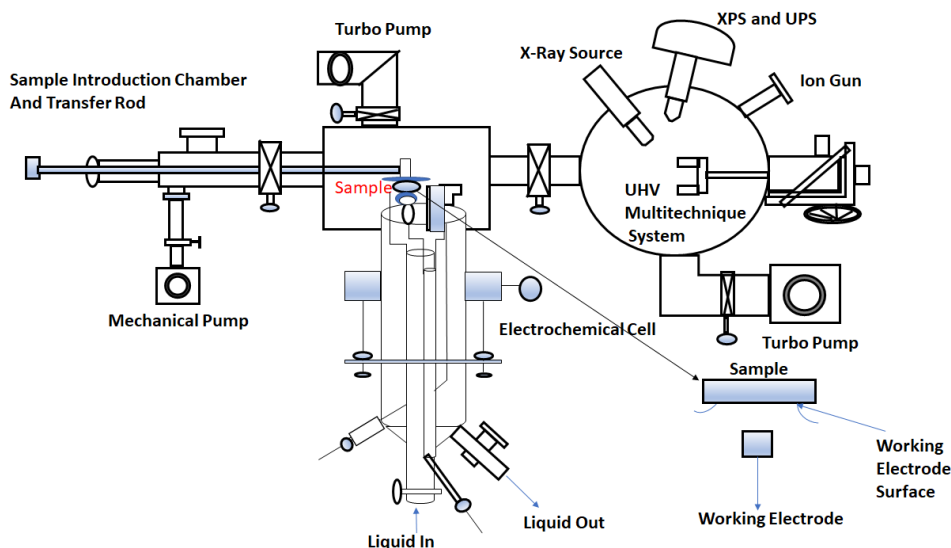 XPS and UPS
Turbo Pump
X-Ray Source
Sample Introduction Chamber
And Transfer Rod
Ion Gun
Sample
UHV
Multitechnique
System
Mechanical Pump
Electrochemical Cell
Turbo Pump
Sample
Working
Electrode
Surface
Working Electrode
Liquid Out
Liquid In